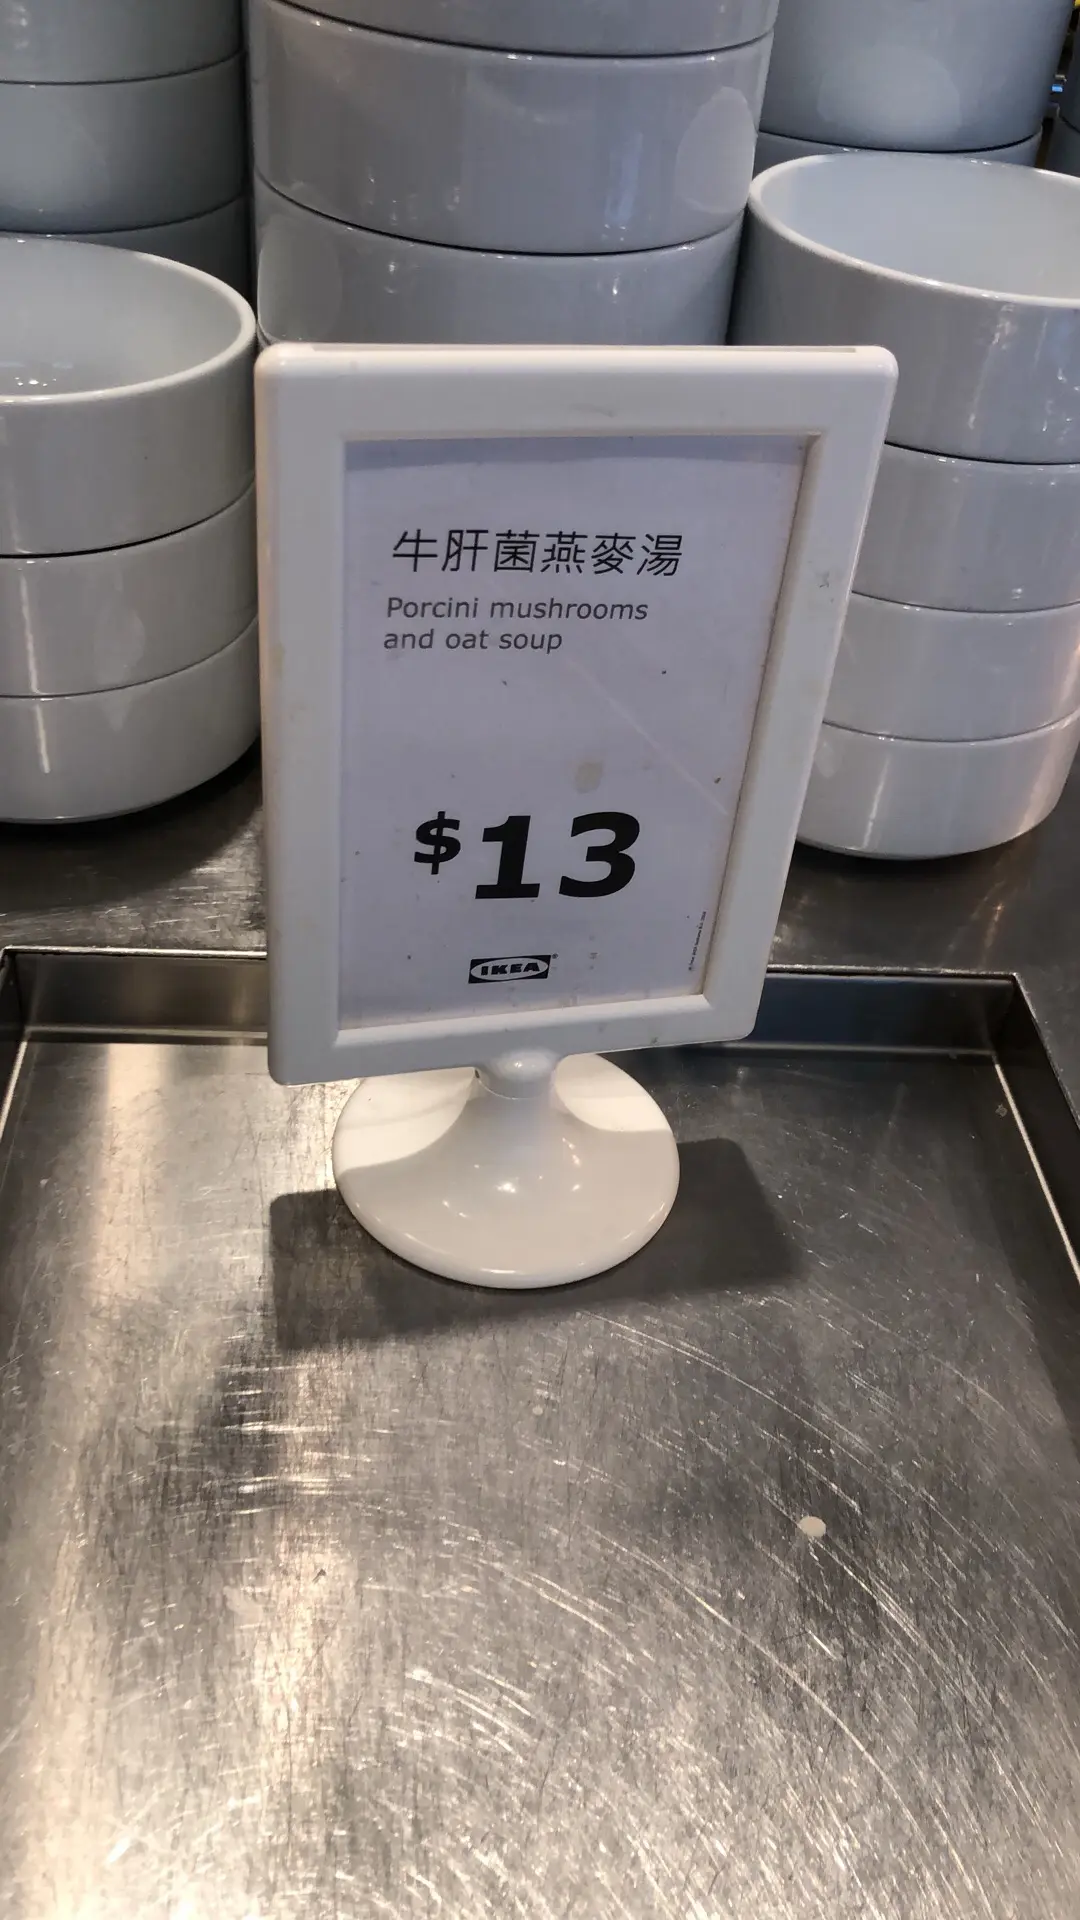 牛肝菌燕麥湯
Porcini mushrooms
and oat soup
$13
IKEA